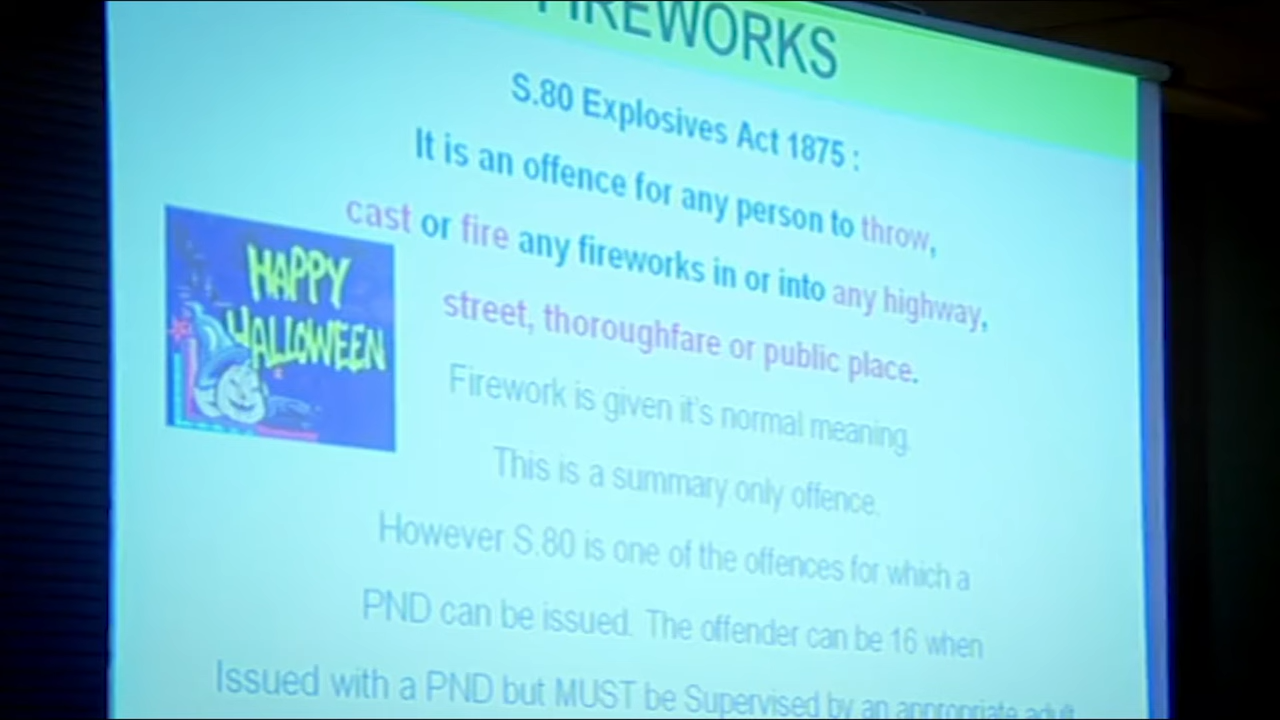 FIREWORKS
S.80 Explosives Act 1875 :
It is an offence for any person to throw,
cast or fire any fireworks in or into any highway,
street, thoroughfare or public place.
HAPPY
HALLOWEEN
Firework is given it's normal meaning.
This is a summary only offence.
However S.80 is one of the offences for which a
PND can be issued. The offender can be 16 when
Issued with a PND but MUST be Supervised by an appropriate adult